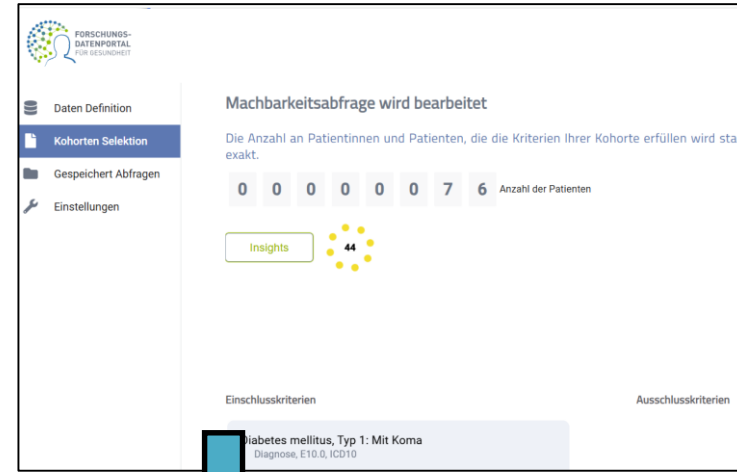 FORSCHUNGS-
DATENPORTAL
FÜR GESUNDHEIT
Daten Definition
Kohorten Selektion
Gespeichert Abfragen
Einstellungen
Machbarkeitsabfrage wird bearbeitet
Die Anzahl an Patientinnen und Patienten, die die Kriterien Ihrer Kohorte erfüllen wird sta
exakt.
0 0 0 0 0 0 7 6 Anzahl der Patienten
Insights 44
Einschlusskriterien Ausschlusskriterien
Diabetes mellitus, Typ 1: Mit Koma
Diagnose, E10.0, ICD10